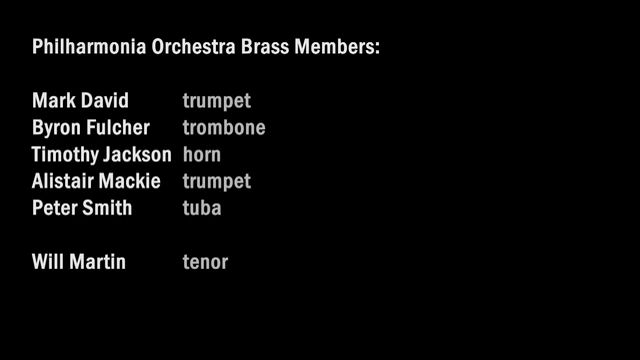 Philharmonia Orchestra Brass Members:
Mark David trumpet
Byron Fulcher trombone
Timothy Jackson horn
Alistair Mackie trumpet
Peter Smith tuba
Will Martin tenor